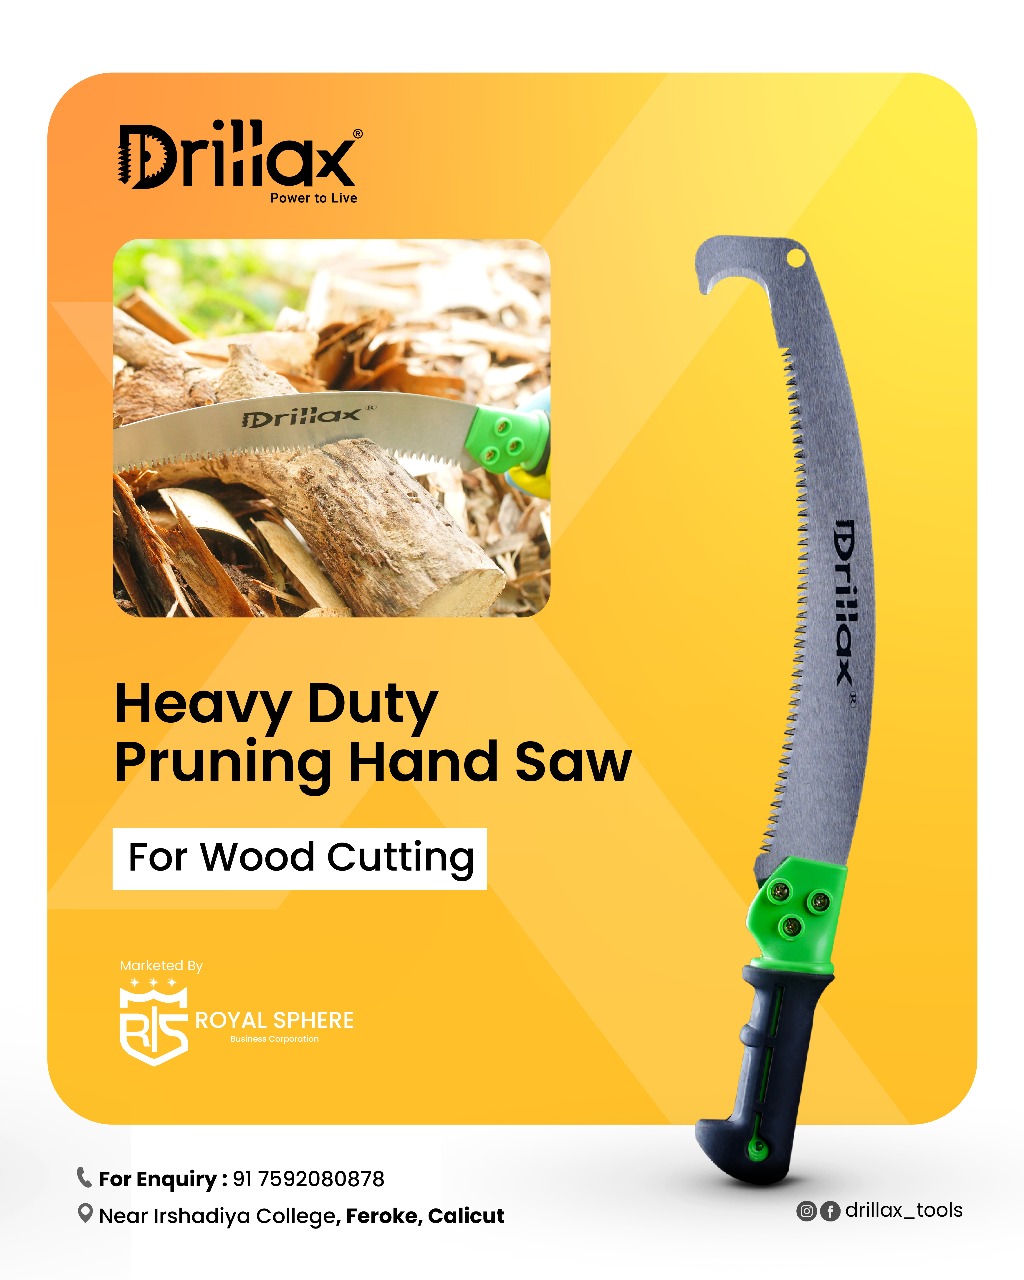 Drillax®
Power to Live
Drillax®
Drillax®
Heavy Duty
Pruning Hand Saw
For Wood Cutting
Marketed By
RS ROYAL SPHERE
Business Corporation
For Enquiry : 91 7592080878
Near Irshadiya College, Feroke, Calicut
drillax_tools